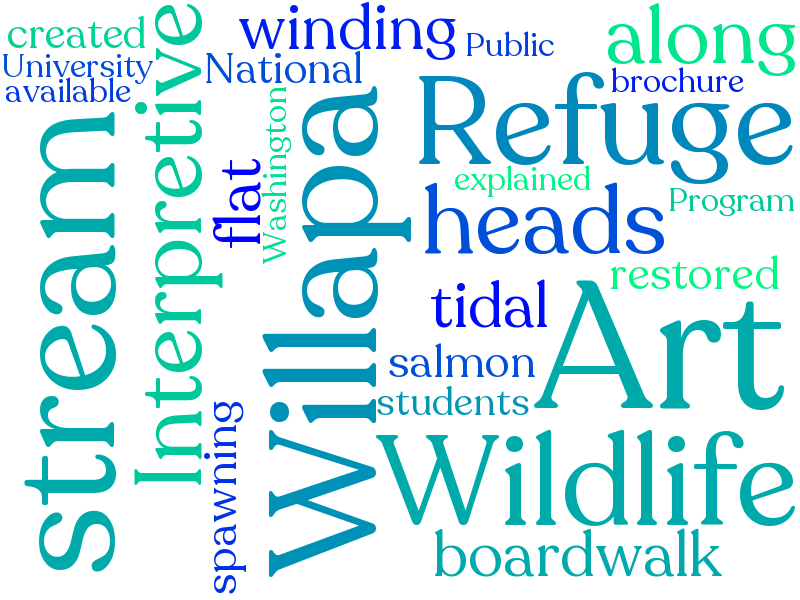 created
winding
Public
along
University
National
brochure
available
Interpretive
Refuge
stream
Willapa
Washington
flat
explained
heads
Program
restored
tidal
Art
salmon
students
spawning
Wildlife
boardwalk